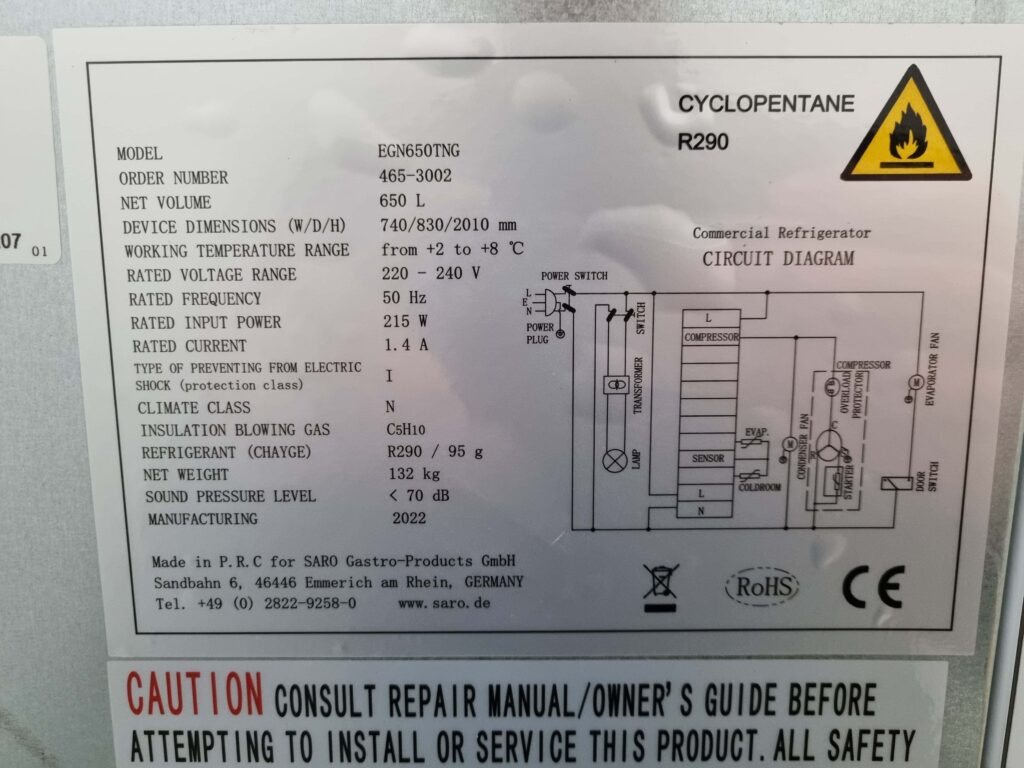 07
01
CYCLOPENTANE
R290
MODEL EGN650TNG
ORDER NUMBER 465-3002
NET VOLUME 650 L
DEVICE DIMENSIONS (W/D/H) 740/830/2010 mm
WORKING TEMPERATURE RANGE from +2 to +8 ℃
RATED VOLTAGE RANGE 220 - 240 V
RATED FREQUENCY 50 Hz
RATED INPUT POWER 215 W
RATED CURRENT 1.4 A
TYPE OF PREVENTING FROM ELECTRIC
SHOCK (protection class) I
CLIMATE CLASS N
INSULATION BLOWING GAS C5H10
REFRIGERANT (CHAYGE) R290 / 95 g
NET WEIGHT 132 kg
SOUND PRESSURE LEVEL < 70 dB
MANUFACTURING 2022
Made in P.R.C for SARO Gastro-Products GmbH
Sandbahn 6, 46446 Emmerich am Rhein, GERMANY
Tel. +49 (0) 2822-9258-0 www.saro.de
Commercial Refrigerator
CIRCUIT DIAGRAM
POWER SWITCH
L
E
N
POWER
PLUG
SWITCH
TRANSFORMER
LAMP
L
COMPRESSOR
SENSOR
L
N
EVAP.
COLDROOM
M
CONDENSER FAN
COMPRESSOR
OVERLOAD
PROTECTOR
C
R
STARTER
M
EVAPORATOR FAN
DOOR
SWITCH
RoHS
CE
CAUTION CONSULT REPAIR MANUAL/OWNER'S GUIDE BEFORE
ATTEMPTING TO INSTALL OR SERVICE THIS PRODUCT. ALL SAFETY